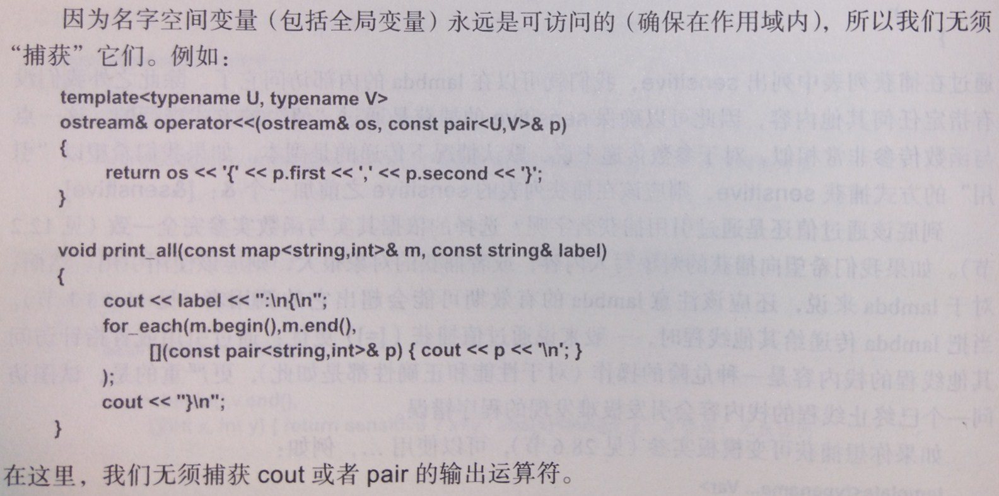 因为名字空间变量（包括全局变量）永远是可访问的（确保在作用域内），所以我们无须
“捕获”它们。例如：
template<typename U, typename V>
ostream& operator<<(ostream& os, const pair<U,V>& p)
{
return os << '{' << p.first << ',' << p.second << '}';
}
void print_all(const map<string,int>& m, const string& label)
{
cout << label << ":\n{\n";
for_each(m.begin(),m.end(),
[](const pair<string,int>& p) { cout << p << '\n'; }
);
cout << "}\n";
}
在这里，我们无须捕获 cout 或者 pair 的输出运算符。